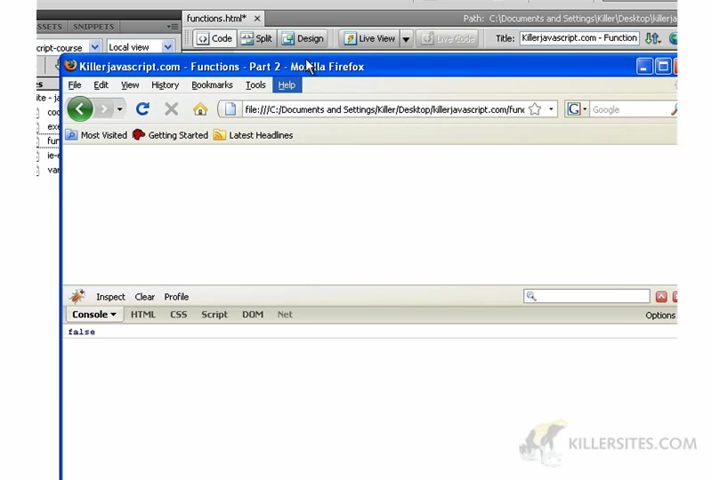 ASSETS SNIPPETS functions.html* × Path: C:\Documents and Settings\Killer\Desktop\killerja
cript-course Local view Code Split Design Live View Live Code Title: Killerjavascript.com - Function
Killerjavascript.com - Functions - Part 2 - Mozilla Firefox
File Edit View History Bookmarks Tools Help
file:///C:/Documents and Settings/Killer/Desktop/killerjavascript.com/func G Google
Most Visited Getting Started Latest Headlines
Inspect Clear Profile
Console HTML CSS Script DOM Net Options
false
KILLERSITES.COM